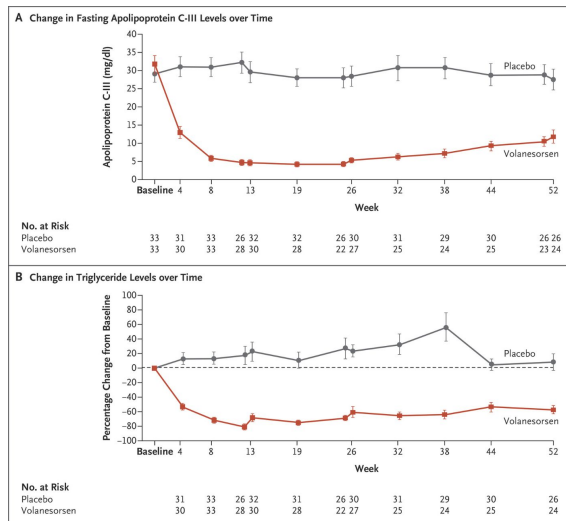 A Change in Fasting Apolipoprotein C-III Levels over Time
Apolipoprotein C-III (mg/dl)
40
35
30
25
20
15
10
5
0
Placebo
Volanesorsen
Baseline 4 8 13 19 26 32 38 44 52
Week
No. at Risk
Placebo 33 31 33 26 32 32 26 30 31 29 30 26 26
Volanesorsen 33 30 33 28 30 28 22 27 25 24 25 23 24
B Change in Triglyceride Levels over Time
Percentage Change from Baseline
100
80
60
40
20
0
−20
−40
−60
−80
−100
Placebo
Volanesorsen
Baseline 4 8 13 19 26 32 38 44 52
Week
No. at Risk
Placebo 31 33 26 32 31 26 30 31 29 30 26
Volanesorsen 30 33 28 30 28 22 27 25 24 25 24